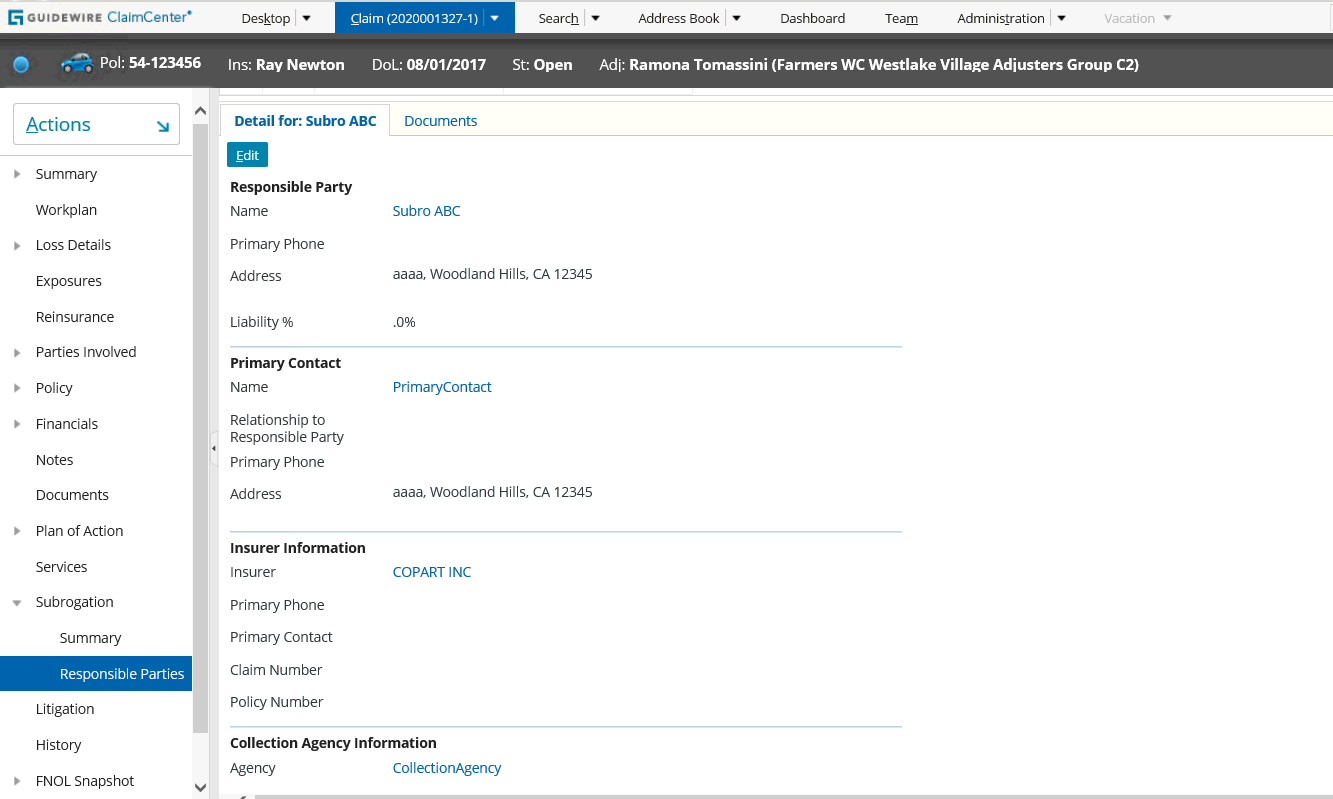 GUIDEWIRE ClaimCenter®
Desktop
Claim (2020001327-1)
Search
Address Book
Dashboard
Team
Administration
Vacation
Pol: 54-123456
Ins: Ray Newton
DoL: 08/01/2017
St: Open
Adj: Ramona Tomassini (Farmers WC Westlake Village Adjusters Group C2)
Actions
Summary
Workplan
Loss Details
Exposures
Reinsurance
Parties Involved
Policy
Financials
Notes
Documents
Plan of Action
Services
Subrogation
Summary
Responsible Parties
Litigation
History
FNOL Snapshot
Detail for: Subro ABC
Documents
Edit
Responsible Party
Name Subro ABC
Primary Phone
Address aaaa, Woodland Hills, CA 12345
Liability % .0%
Primary Contact
Name PrimaryContact
Relationship to
Responsible Party
Primary Phone
Address aaaa, Woodland Hills, CA 12345
Insurer Information
Insurer COPART INC
Primary Phone
Primary Contact
Claim Number
Policy Number
Collection Agency Information
Agency CollectionAgency